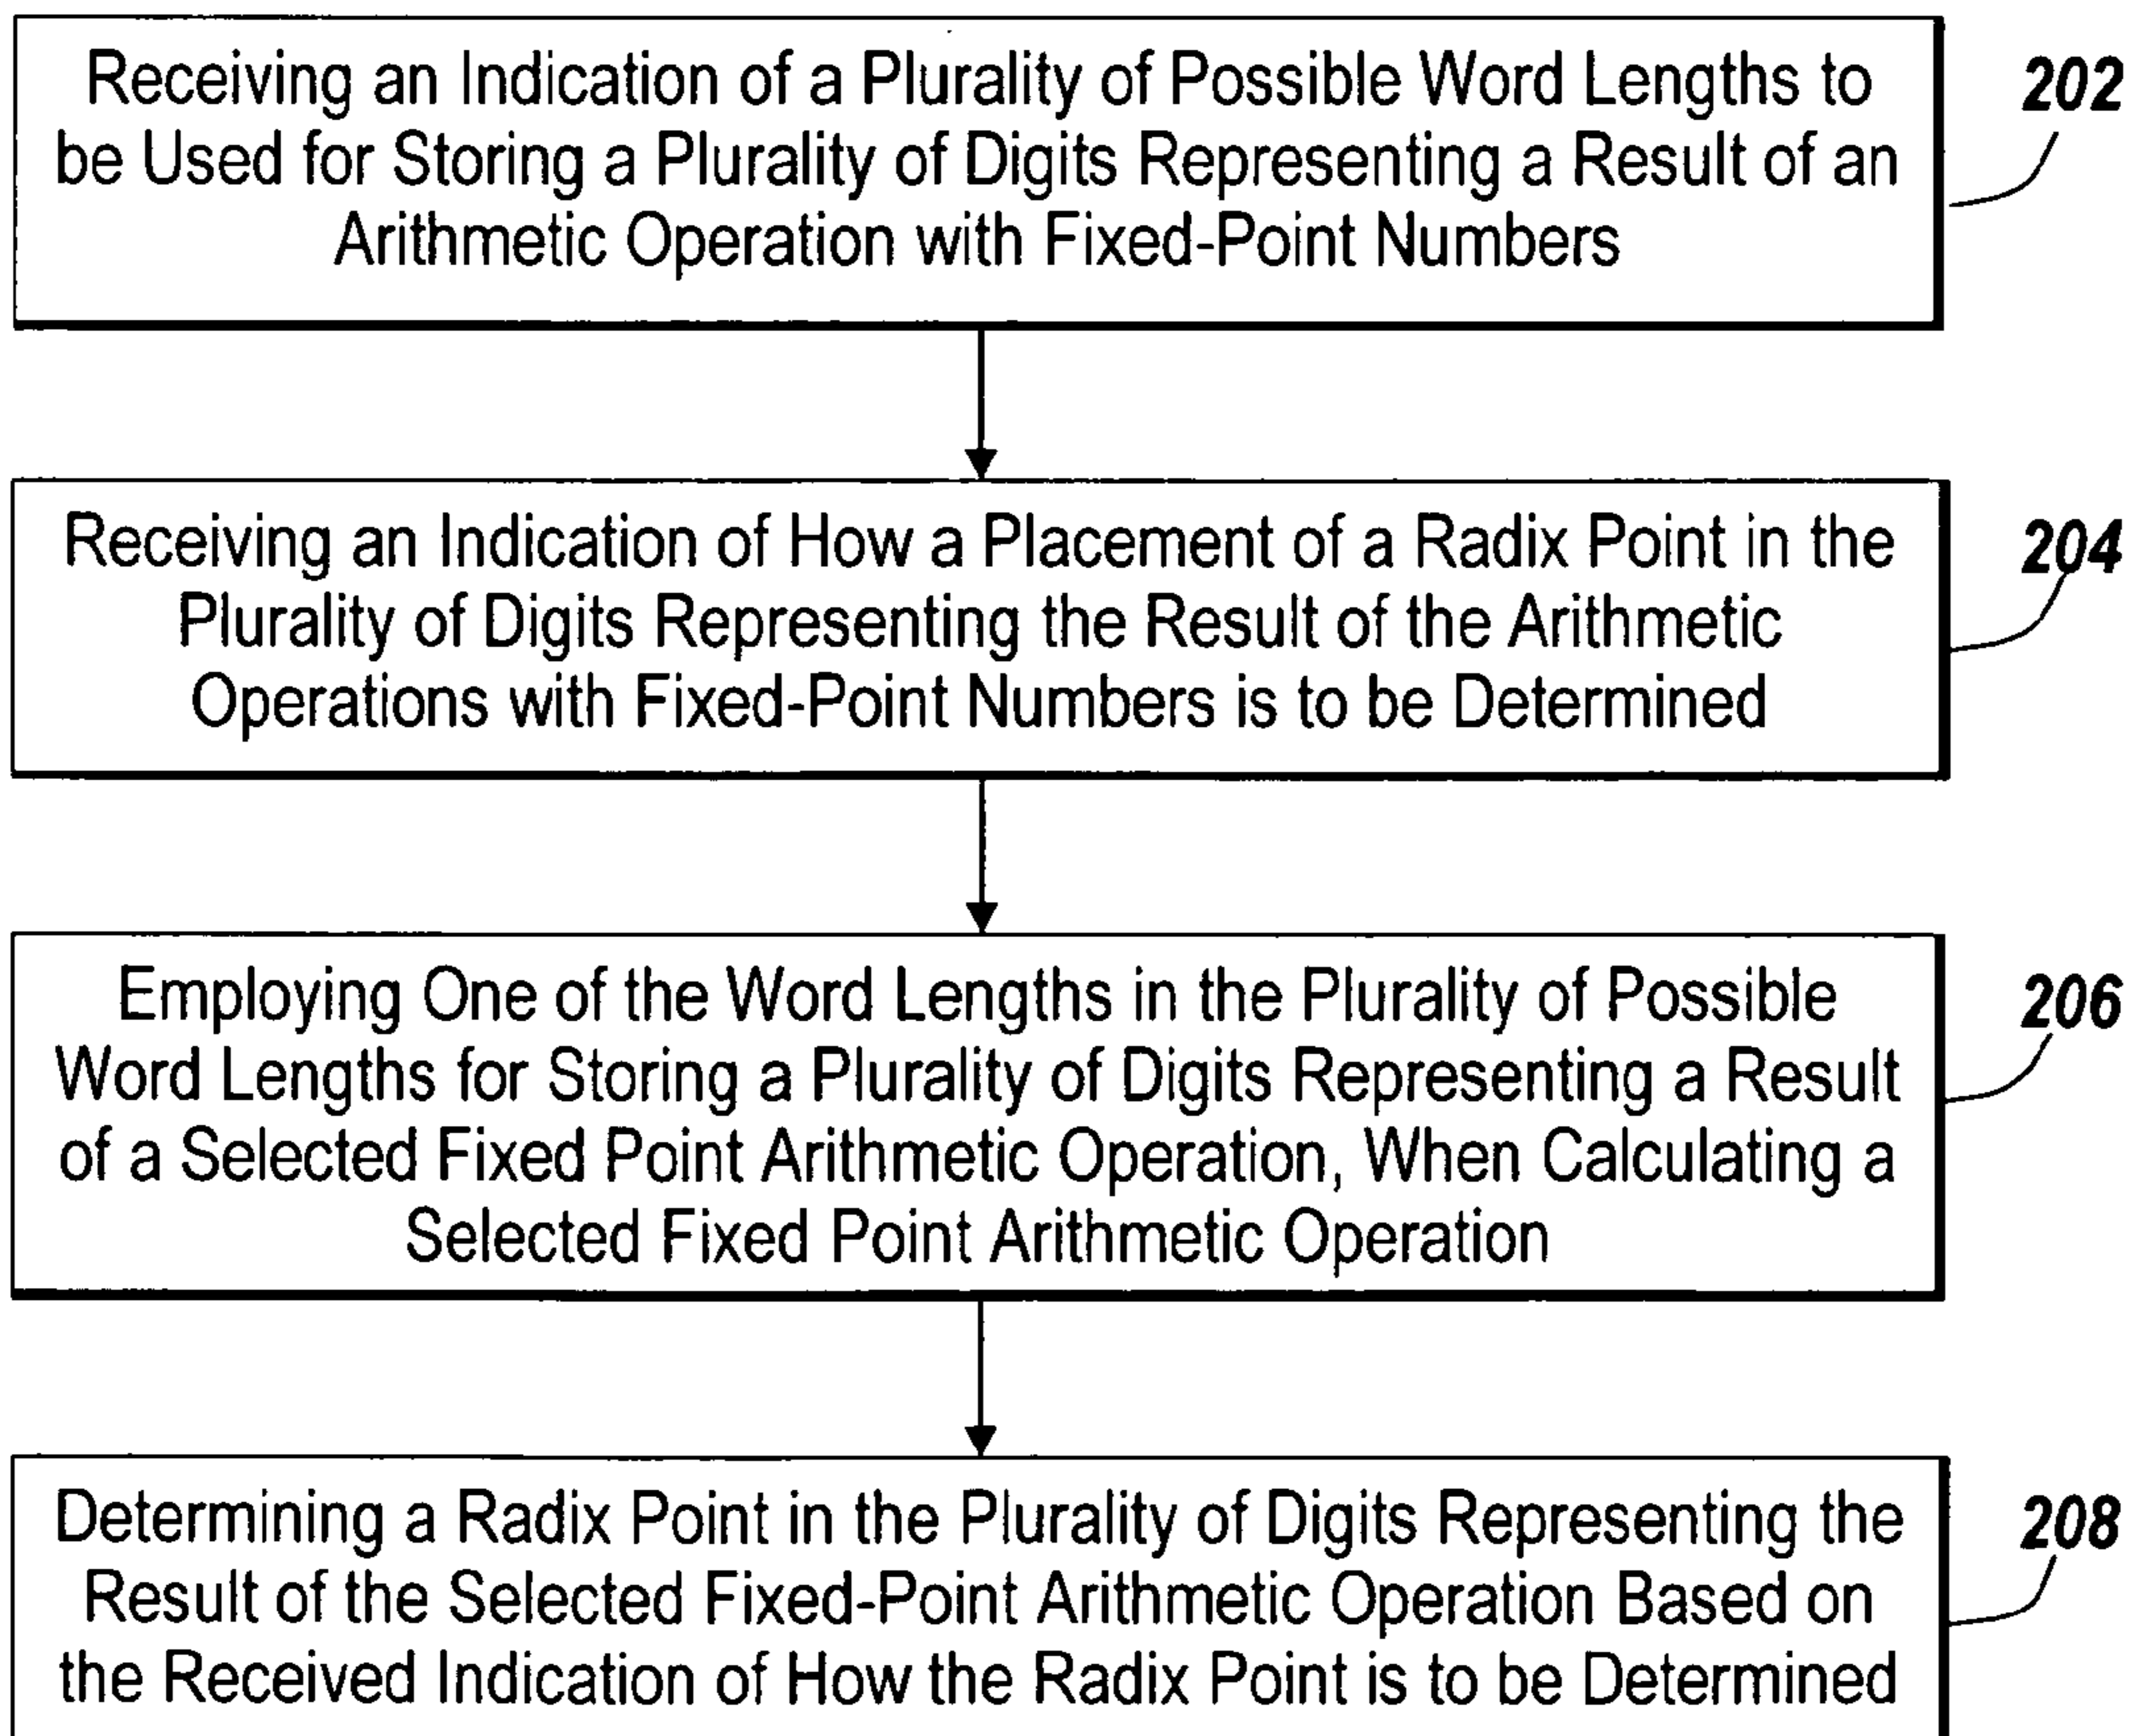 Receiving an Indication of a Plurality of Possible Word Lengths to
be Used for Storing a Plurality of Digits Representing a Result of an
Arithmetic Operation with Fixed-Point Numbers
202
Receiving an Indication of How a Placement of a Radix Point in the
Plurality of Digits Representing the Result of the Arithmetic
Operations with Fixed-Point Numbers is to be Determined
204
Employing One of the Word Lengths in the Plurality of Possible
Word Lengths for Storing a Plurality of Digits Representing a Result
of a Selected Fixed Point Arithmetic Operation, When Calculating a
Selected Fixed Point Arithmetic Operation
206
Determining a Radix Point in the Plurality of Digits Representing the
Result of the Selected Fixed-Point Arithmetic Operation Based on
the Received Indication of How the Radix Point is to be Determined
208